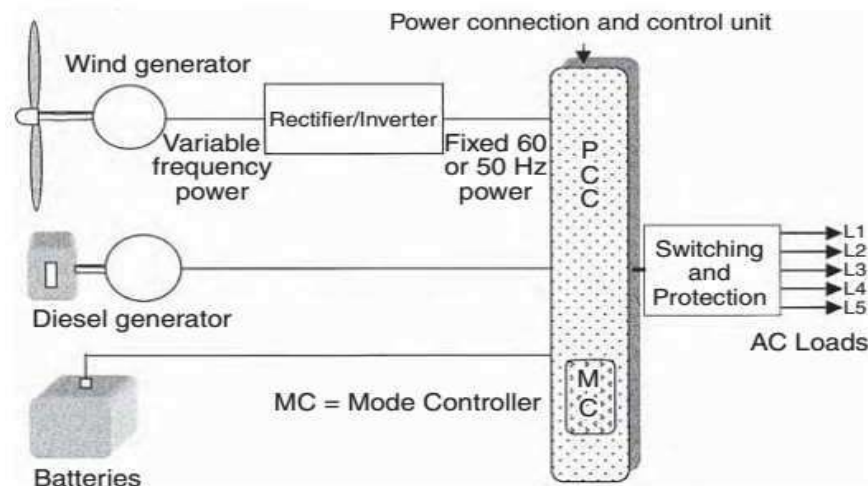 Power connection and control unit
Wind generator
Rectifier/Inverter
Variable
frequency
power
Fixed 60
or 50 Hz
power
P
C
C
Diesel generator
Switching
and
Protection
L1
L2
L3
L4
L5
AC Loads
MC = Mode Controller
M
C
Batteries